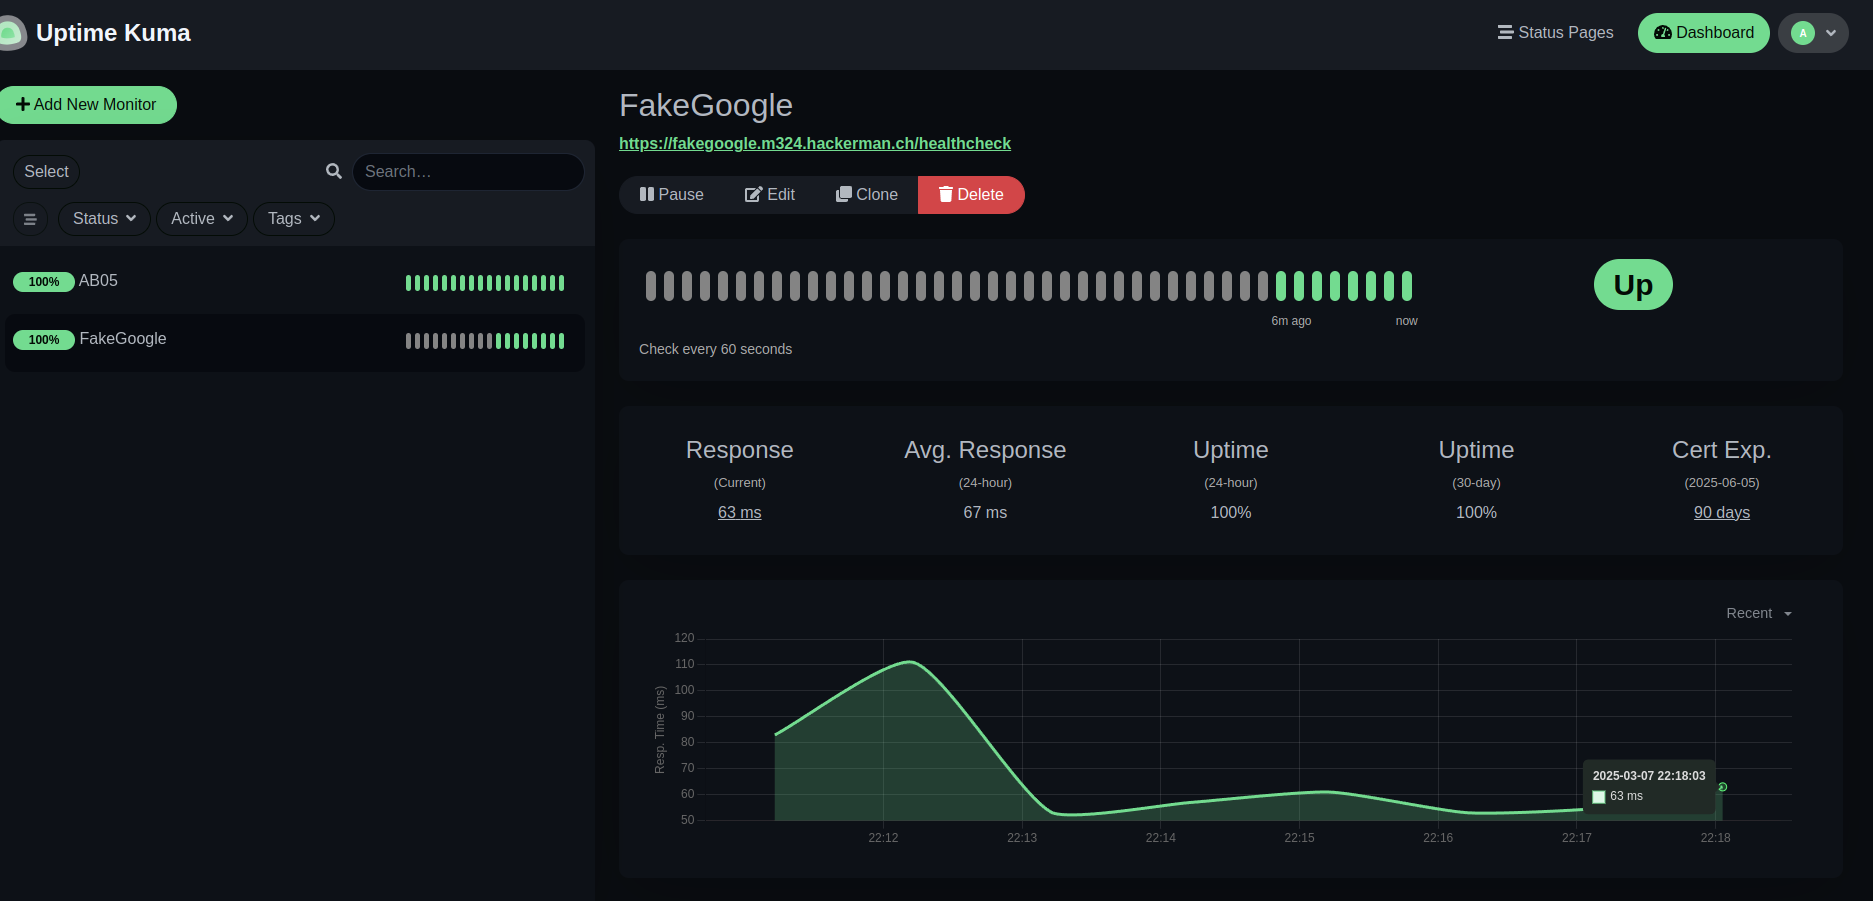 Uptime Kuma
Status Pages
Dashboard
A
Add New Monitor
Select
Search…
Status
Active
Tags
100% AB05
100% FakeGoogle
FakeGoogle
https://fakegoogle.m324.hackerman.ch/healthcheck
Pause
Edit
Clone
Delete
Up
6m ago
now
Check every 60 seconds
Response
(Current)
63 ms
Avg. Response
(24-hour)
67 ms
Uptime
(24-hour)
100%
Uptime
(30-day)
100%
Cert Exp.
(2025-06-05)
90 days
Recent
Resp. Time (ms)
120
110
100
90
80
70
60
50
2025-03-07 22:18:03
63 ms
22:12
22:13
22:14
22:15
22:16
22:17
22:18